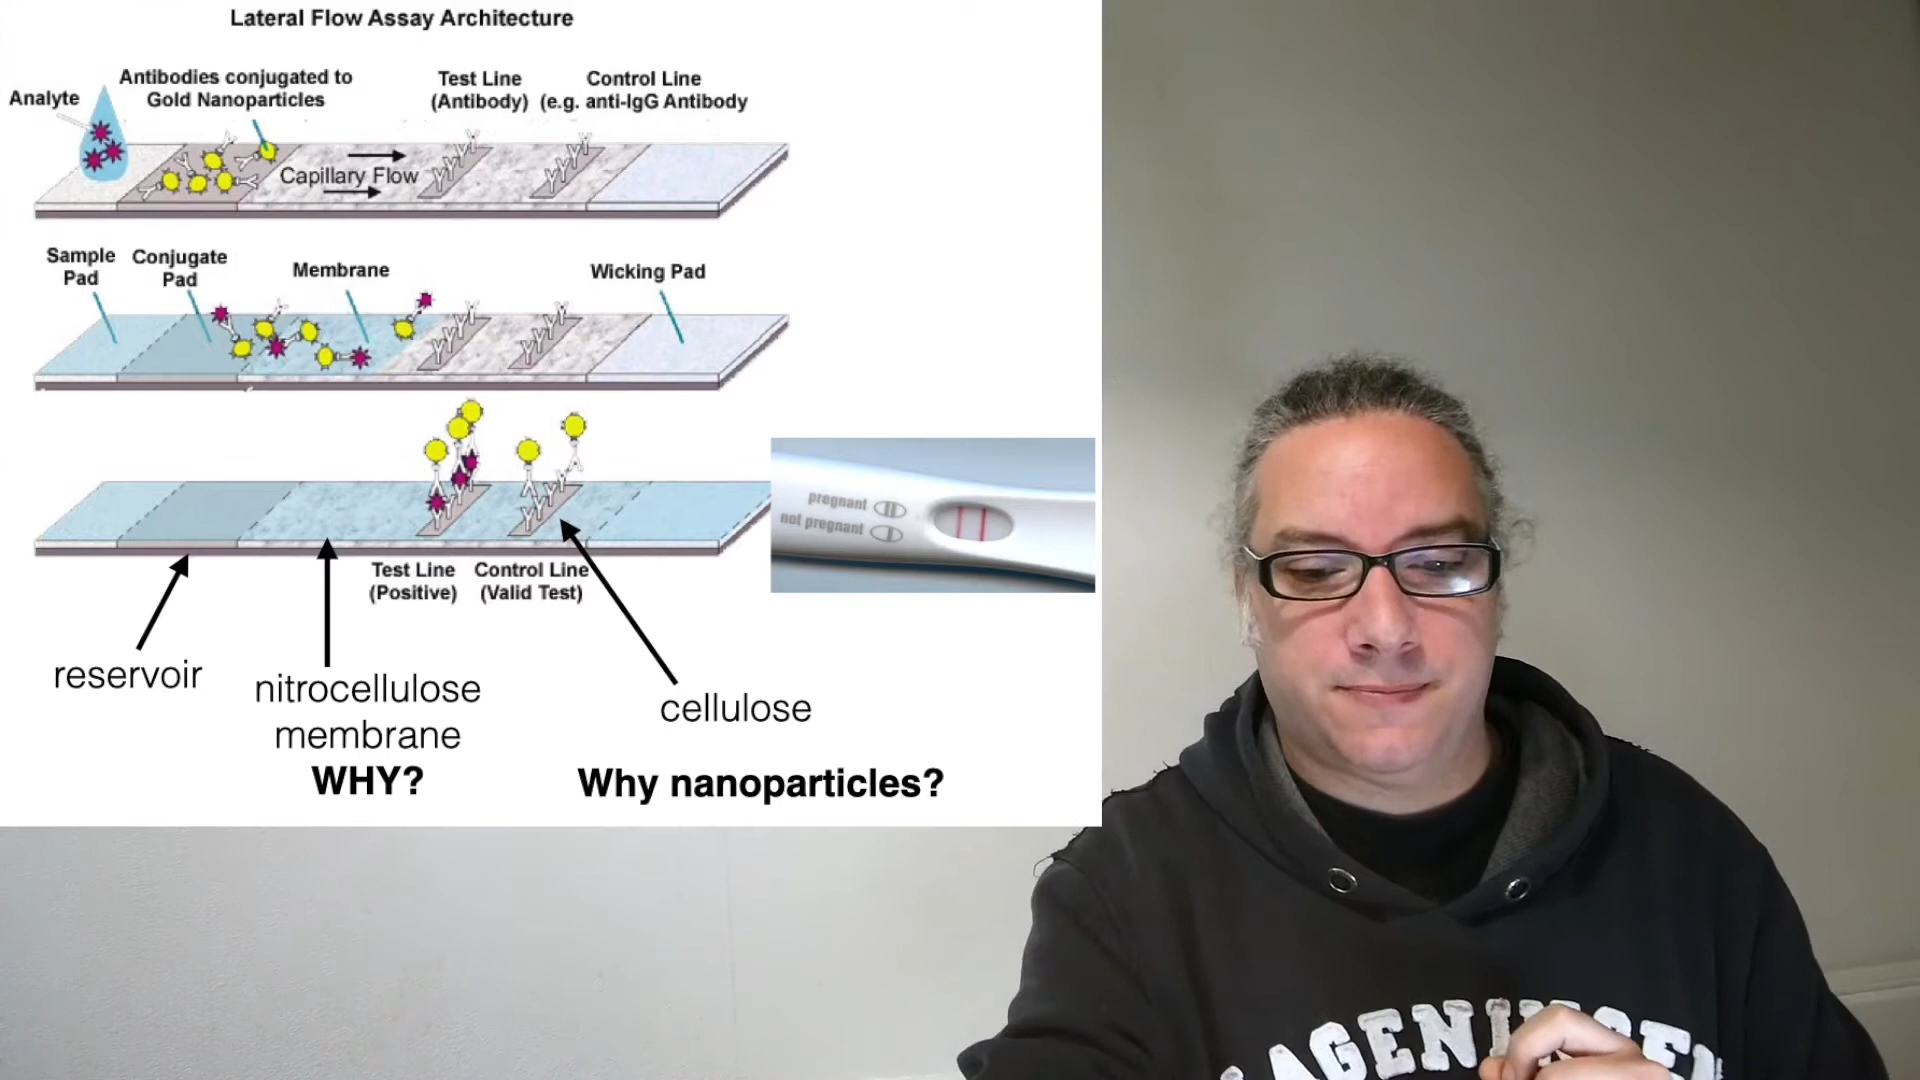 Lateral Flow Assay Architecture
Antibodies conjugated to
Gold Nanoparticles
Analyte
Test Line
(Antibody)
Control Line
(e.g. anti-IgG Antibody
Capillary Flow
Sample
Pad
Conjugate
Pad
Membrane
Wicking Pad
pregnant
not pregnant
Test Line
(Positive)
Control Line
(Valid Test)
reservoir
nitrocellulose
membrane
WHY?
cellulose
Why nanoparticles?